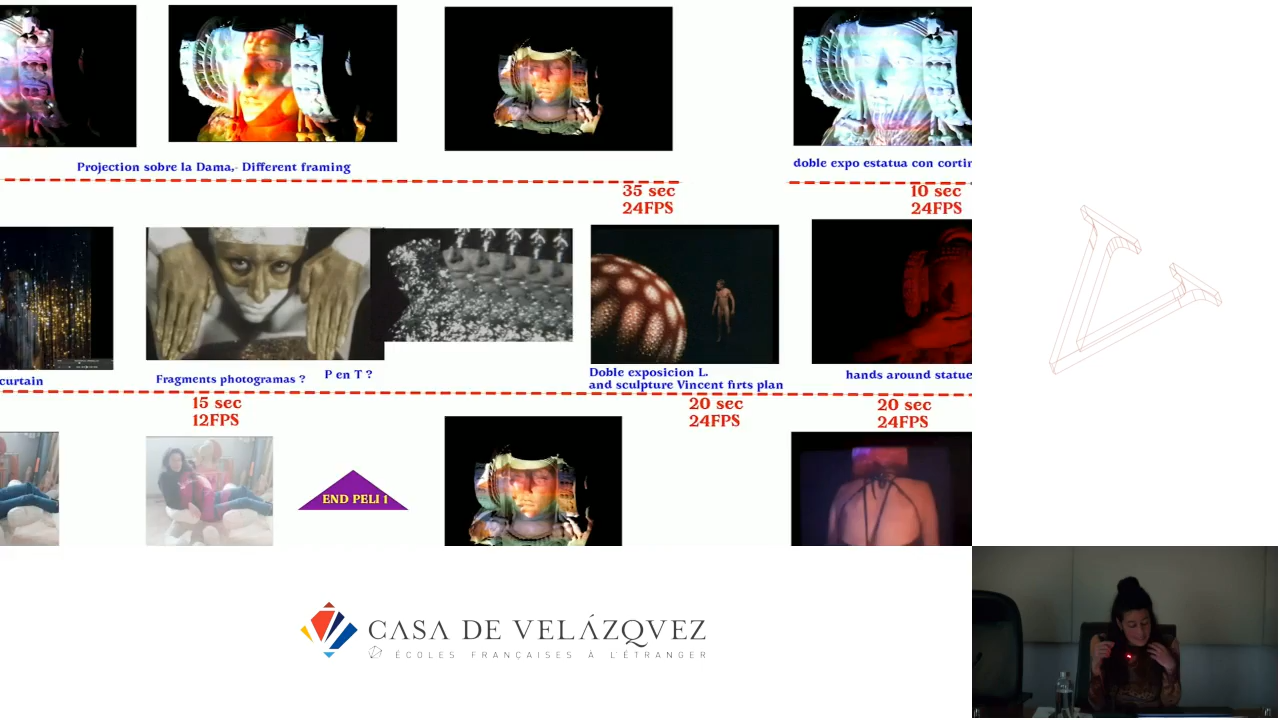 Projection sobre la Dama,. Different framing
doble expo estatua con cortin
35 sec
24FPS
10 sec
24FPS
curtain
Fragments photogramas ?
P en T ?
Doble exposicion L.
and sculpture Vincent firts plan
hands around statue
15 sec
12FPS
20 sec
24FPS
20 sec
24FPS
END PELI 1
CASA DE VELÁZQVEZ
ÉCOLES FRANÇAISES À L'ÉTRANGER